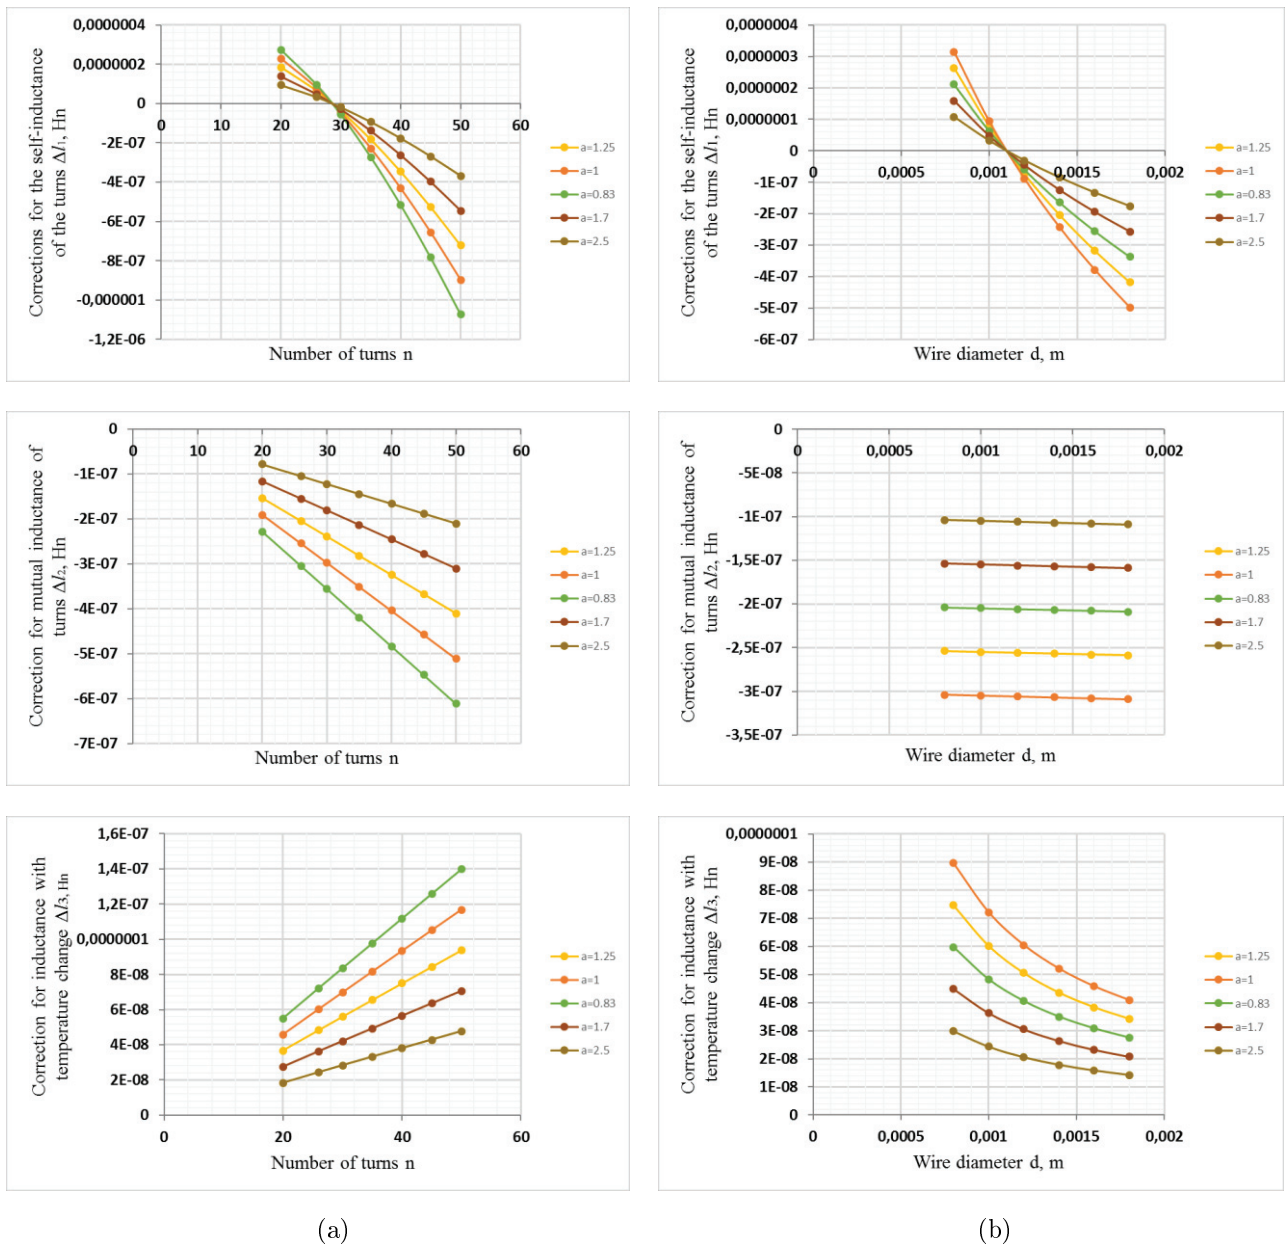 0,0000004
0,0000002
0
-2E-07
-4E-07
-6E-07
-8E-07
-0,000001
-1,2E-06
0 10 20 30 40 50 60
Corrections for the self-inductance
of the turns Δl1, Hn
Number of turns n
a=1.25
a=1
a=0.83
a=1.7
a=2.5
0,0000004
0,0000003
0,0000002
0,0000001
0
-1E-07
-2E-07
-3E-07
-4E-07
-5E-07
-6E-07
0 0,0005 0,001 0,0015 0,002
Corrections for the self-inductance
of the turns Δl1, Hn
Wire diameter d, m
a=1.25
a=1
a=0.83
a=1.7
a=2.5
0
-1E-07
-2E-07
-3E-07
-4E-07
-5E-07
-6E-07
-7E-07
0 10 20 30 40 50 60
Correction for mutual inductance of
turns Δl2, Hn
Number of turns n
a=1.25
a=1
a=0.83
a=1.7
a=2.5
0
-5E-08
-1E-07
-1,5E-07
-2E-07
-2,5E-07
-3E-07
-3,5E-07
0 0,0005 0,001 0,0015 0,002
Correction for mutual inductance of
turns Δl2, Hn
Wire diameter d, m
a=1.25
a=1
a=0.83
a=1.7
a=2.5
1,6E-07
1,4E-07
1,2E-07
0,0000001
8E-08
6E-08
4E-08
2E-08
0
0 20 40 60
Correction for inductance with
temperature change Δl3, Hn
Number of turns n
a=1.25
a=1
a=0.83
a=1.7
a=2.5
0,0000001
9E-08
8E-08
7E-08
6E-08
5E-08
4E-08
3E-08
2E-08
1E-08
0
0 0,0005 0,001 0,0015 0,002
Correction for inductance with
temperature change Δl3, Hn
Wire diameter d, m
a=1.25
a=1
a=0.83
a=1.7
a=2.5
(a) (b)